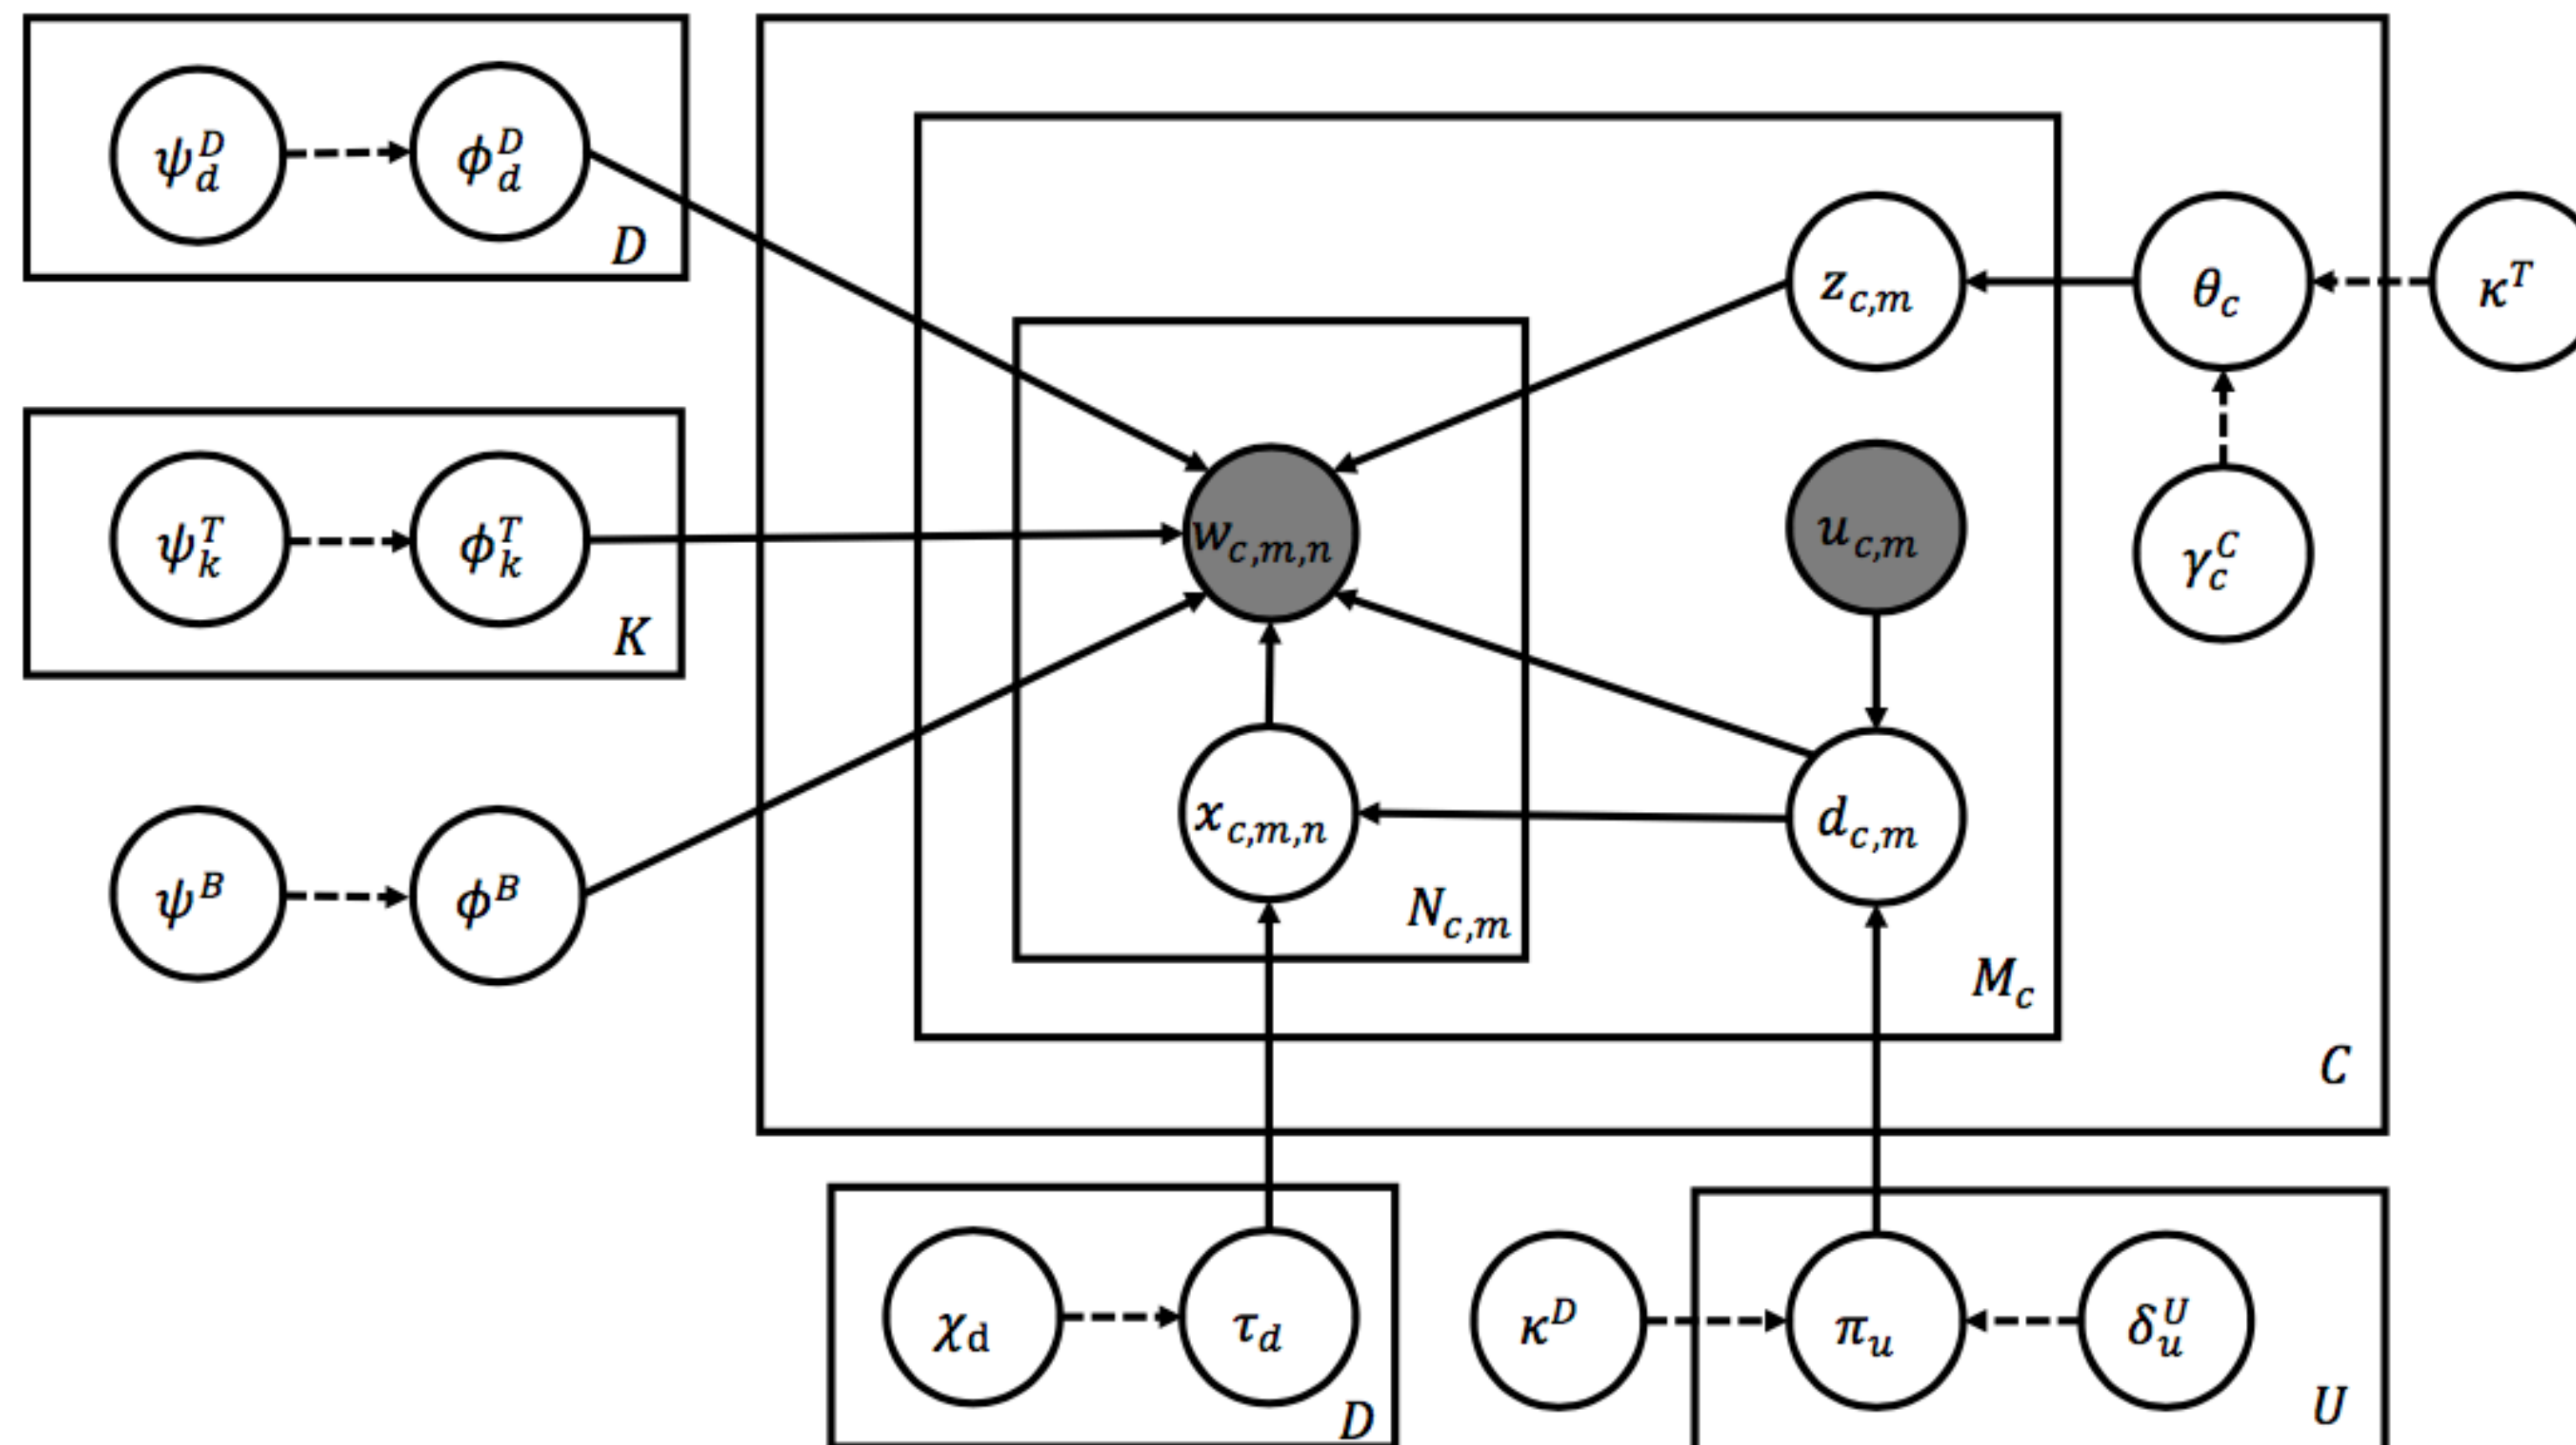 ψ_d^D
ϕ_d^D
D
z_{c,m}
θ_c
κ^T
ψ_k^T
ϕ_k^T
K
w_{c,m,n}
u_{c,m}
γ_c^C
ψ^B
ϕ^B
x_{c,m,n}
d_{c,m}
N_{c,m}
M_c
C
χ_d
τ_d
D
κ^D
π_u
δ_u^U
U